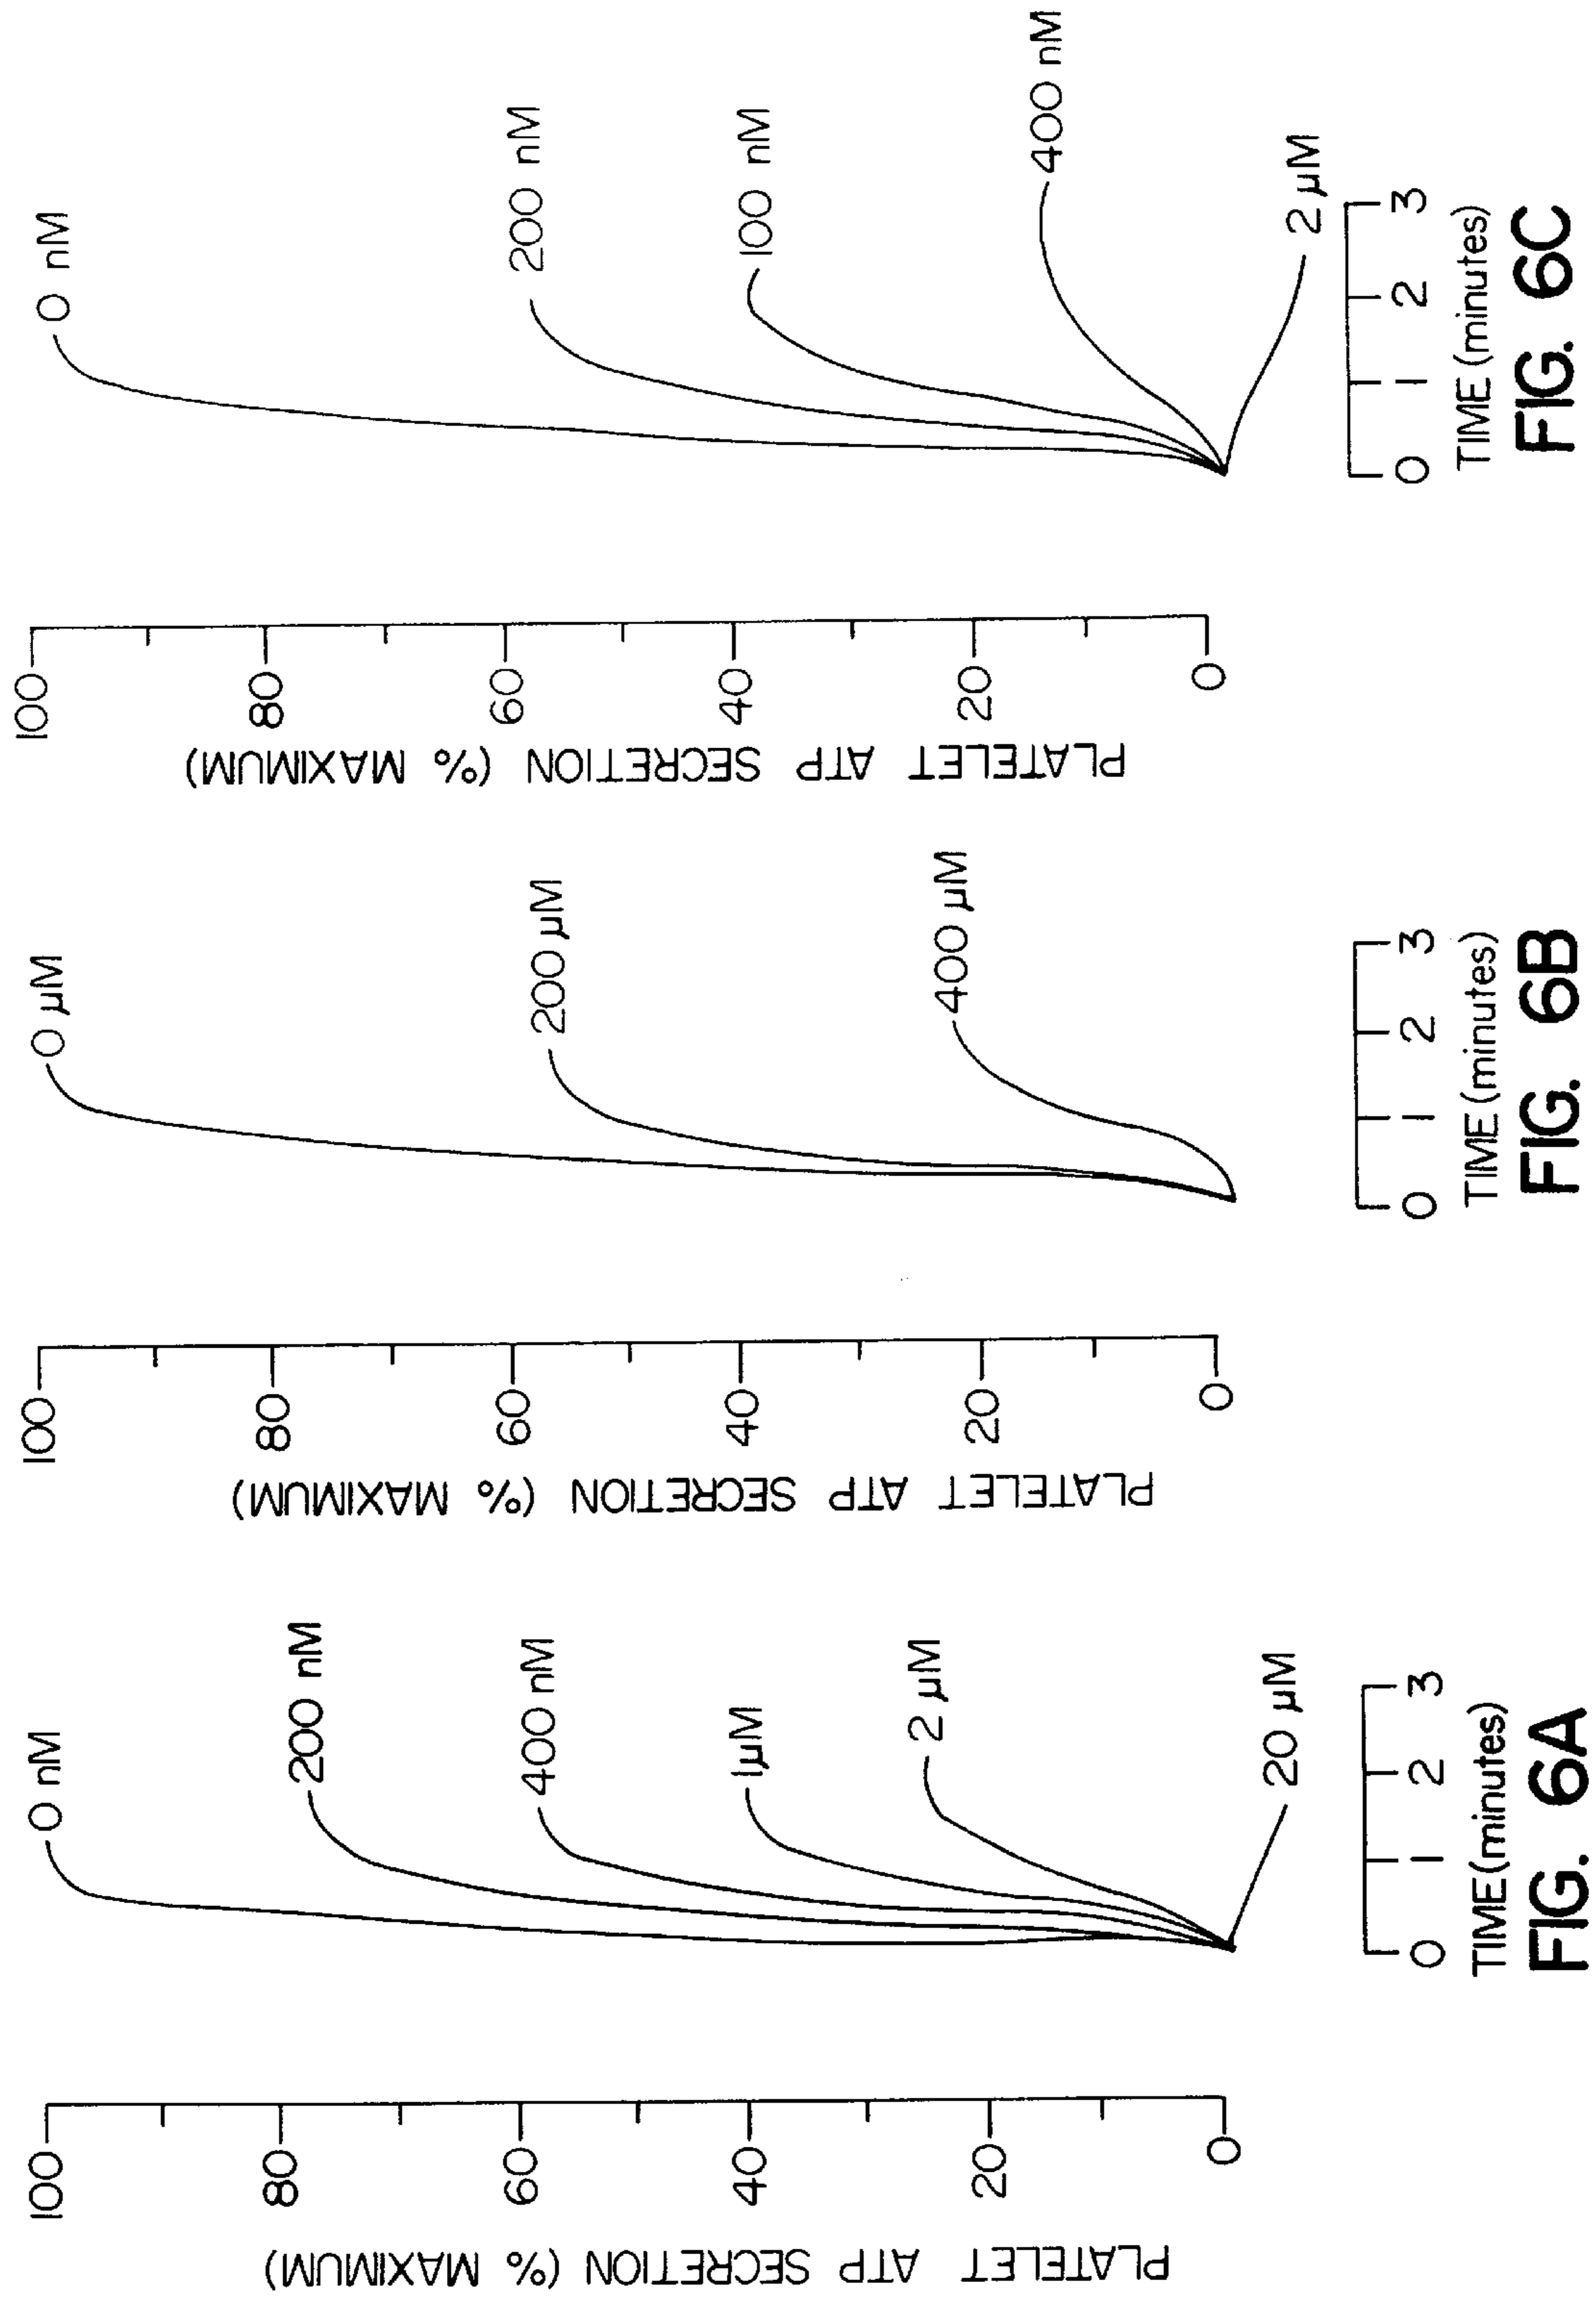 PLATELET ATP SECRETION (% MAXIMUM)
100
80
60
40
20
0
0 nM
200 nM
400 nM
1μM
2 μM
20 μM
0 1 2 3
TIME (minutes)
FIG. 6A
PLATELET ATP SECRETION (% MAXIMUM)
100
80
60
40
20
0
0 μM
200 μM
400 μM
0 1 2 3
TIME (minutes)
FIG. 6B
PLATELET ATP SECRETION (% MAXIMUM)
100
80
60
40
20
0
0 nM
200 nM
100 nM
400 nM
2 μM
0 1 2 3
TIME (minutes)
FIG. 6C